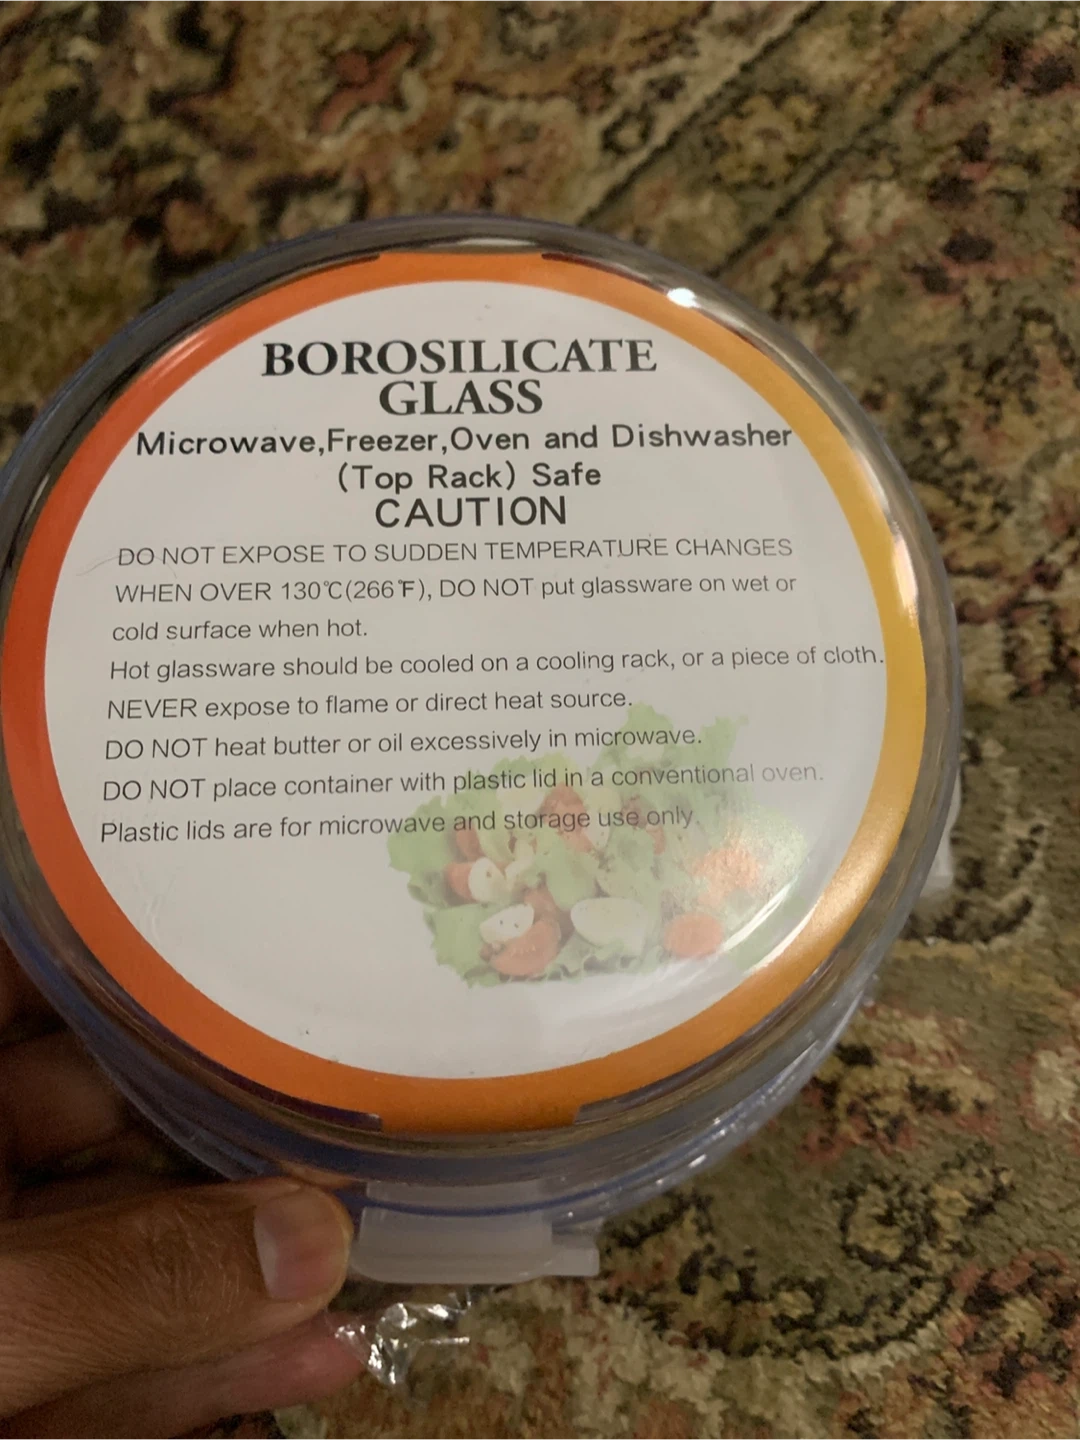 BOROSILICATE
GLASS
Microwave,Freezer,Oven and Dishwasher
(Top Rack) Safe
CAUTION
DO NOT EXPOSE TO SUDDEN TEMPERATURE CHANGES
WHEN OVER 130℃(266℉), DO NOT put glassware on wet or
cold surface when hot.
Hot glassware should be cooled on a cooling rack, or a piece of cloth.
NEVER expose to flame or direct heat source.
DO NOT heat butter or oil excessively in microwave.
DO NOT place container with plastic lid in a conventional oven.
Plastic lids are for microwave and storage use only.